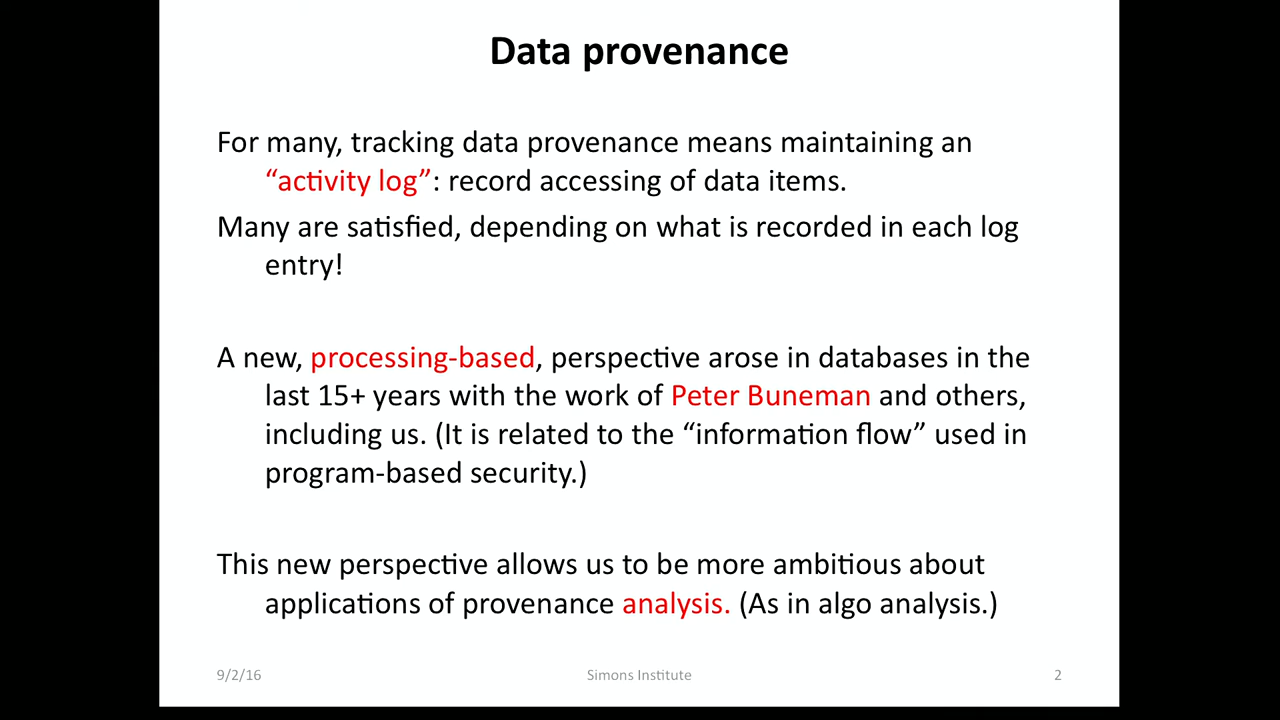 Data provenance
For many, tracking data provenance means maintaining an
“activity log”: record accessing of data items.
Many are satisfied, depending on what is recorded in each log
entry!
A new, processing-based, perspective arose in databases in the
last 15+ years with the work of Peter Buneman and others,
including us. (It is related to the “information flow” used in
program-based security.)
This new perspective allows us to be more ambitious about
applications of provenance analysis. (As in algo analysis.)
9/2/16 Simons Institute 2